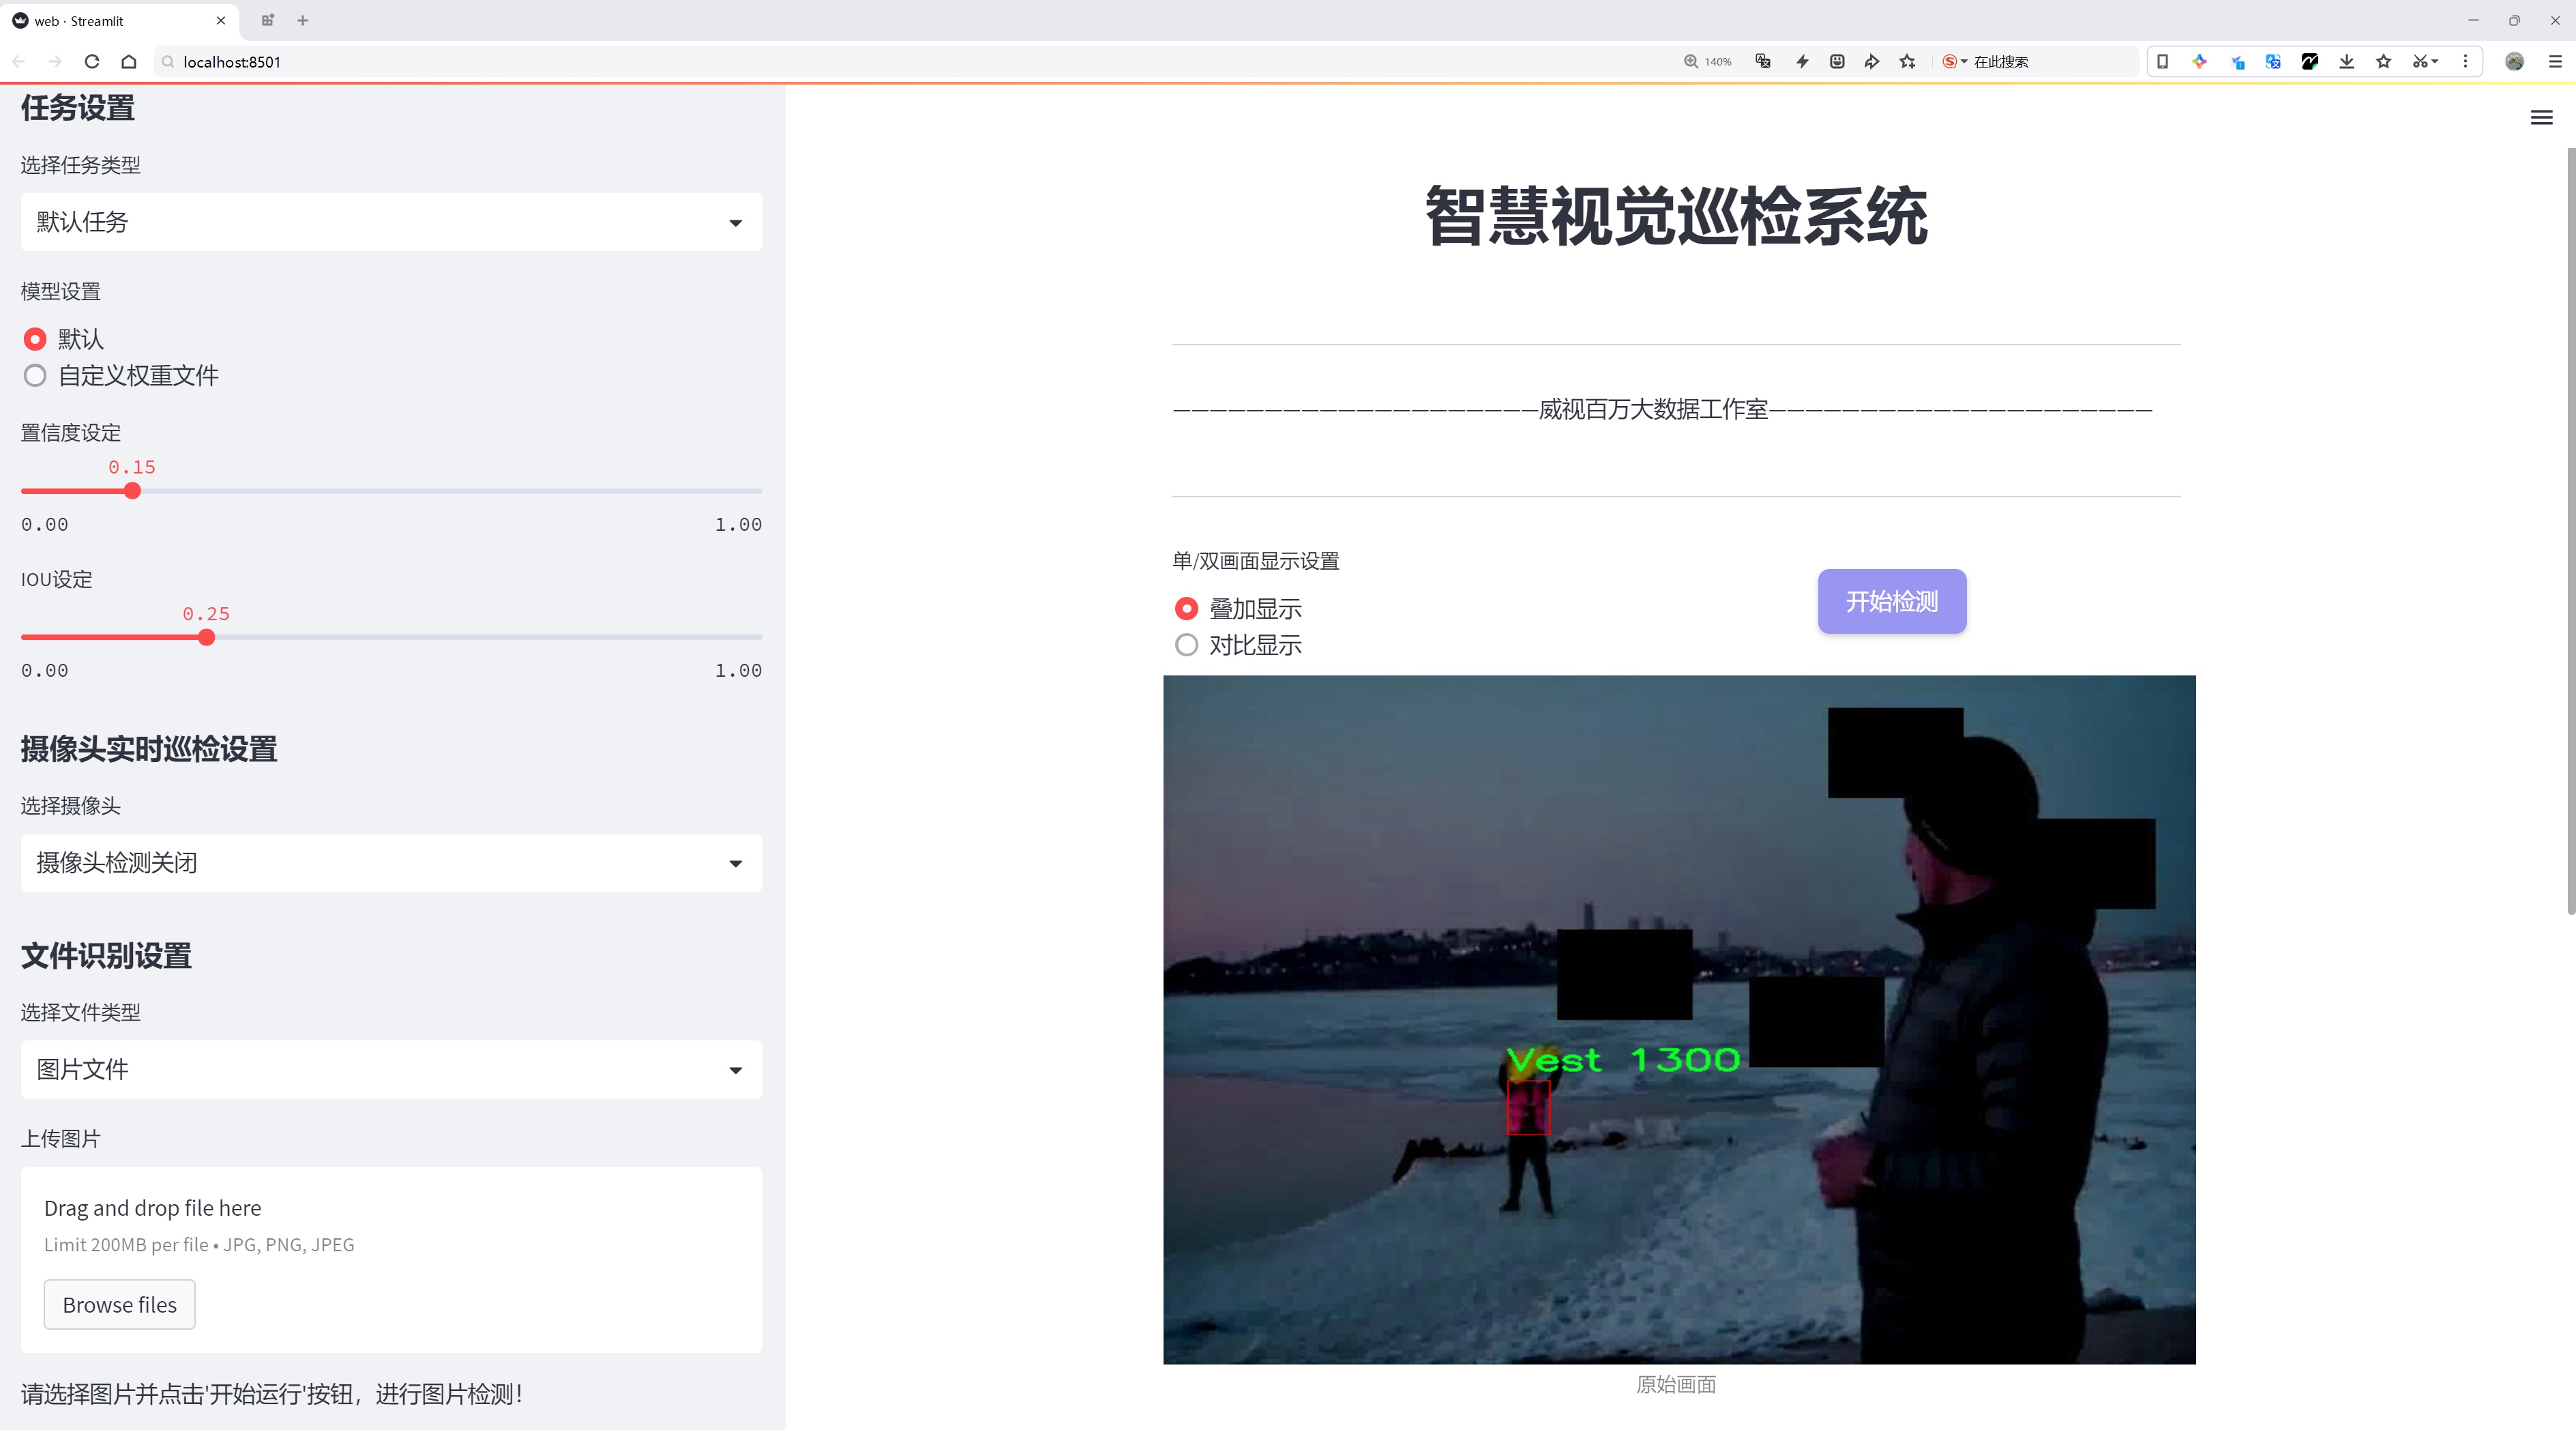 web · Streamlit
localhost:8501
140%
在此搜索
任务设置
选择任务类型
默认任务
模型设置
默认
自定义权重文件
置信度设定
0.15
0.00
1.00
IOU设定
0.25
0.00
1.00
摄像头实时巡检设置
选择摄像头
摄像头检测关闭
文件识别设置
选择文件类型
图片文件
上传图片
Drag and drop file here
Limit 200MB per file • JPG, PNG, JPEG
Browse files
请选择图片并点击'开始运行'按钮，进行图片检测！
智慧视觉巡检系统
————————————————————威视百万大数据工作室—————————————————————
单/双画面显示设置
叠加显示
对比显示
开始检测
Vest 1300
原始画面